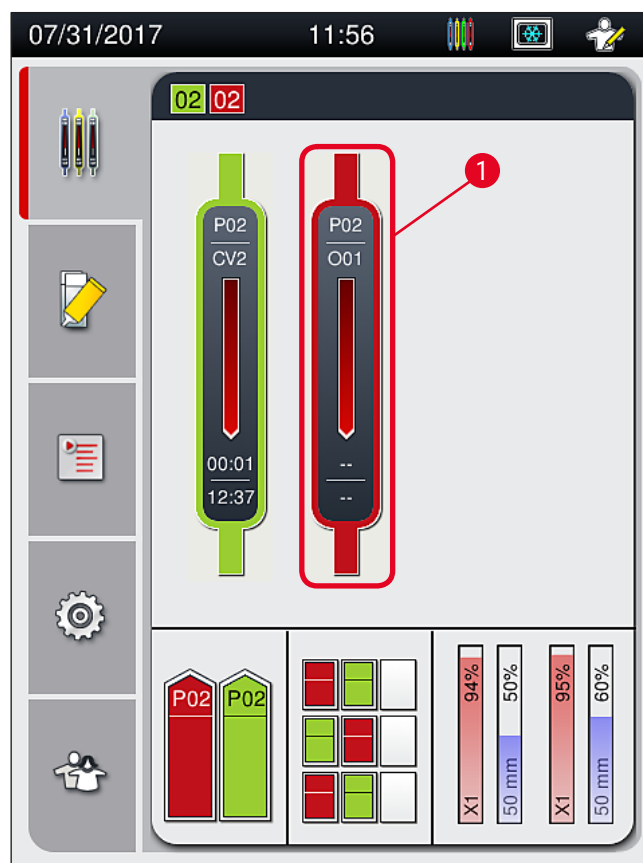 07/31/2017 11:56
02 02
1
P02
CV2
00:01
12:37
P02
O01
--
--
P02 P02
X1 94%
50 mm 50%
X1 95%
50 mm 60%